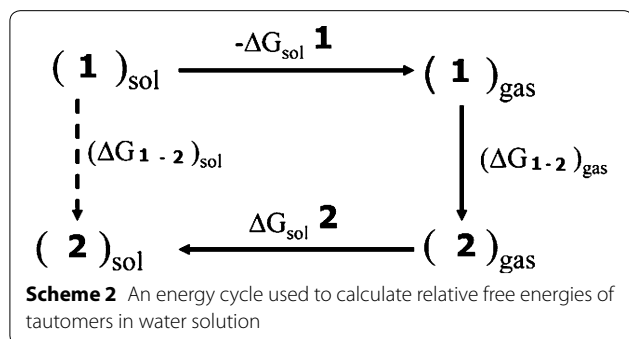 -ΔGsol 1
( 1 )sol ( 1 )gas
(ΔG1-2)sol (ΔG1-2)gas
ΔGsol 2
( 2 )sol ( 2 )gas
Scheme 2 An energy cycle used to calculate relative free energies of
tautomers in water solution